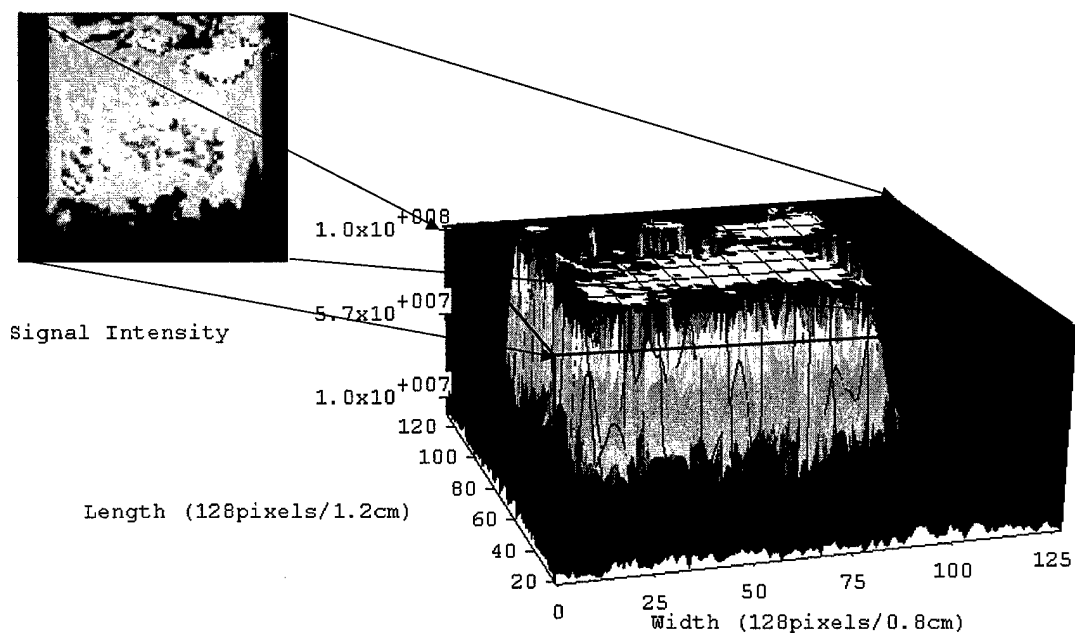 1.0x10+008
5.7x10+007
Signal Intensity
1.0x10+007
120
100
80
Length (128pixels/1.2cm)
60
40
20
0
25
50
75
100
125
Width (128pixels/0.8cm)